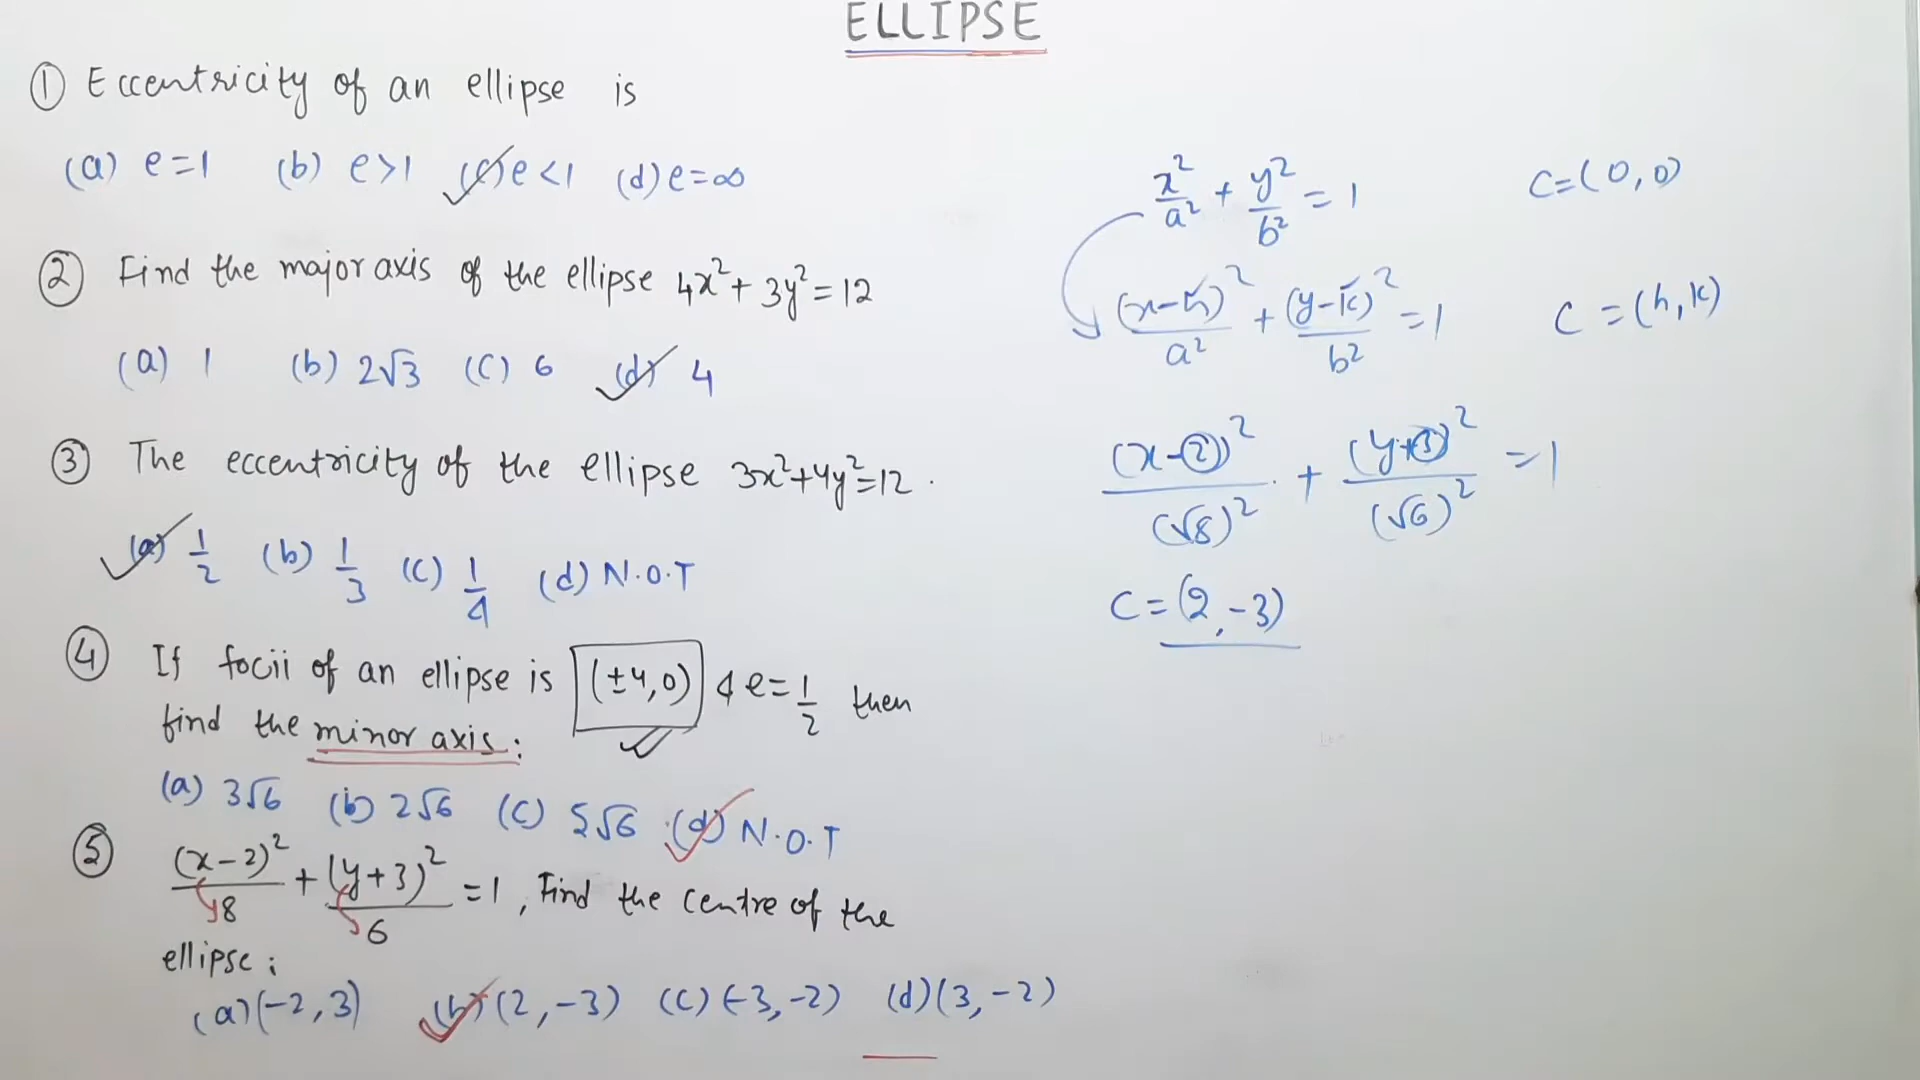 ELLIPSE
① Eccentricity of an ellipse is
(a) e=1 (b) e>1 (c) e<1 (d) e=∞
② Find the major axis of the ellipse 4x²+3y²=12
(a) 1 (b) 2√3 (c) 6 (d) 4
③ The eccentricity of the ellipse 3x²+4y²=12.
(a) 1/2 (b) 1/3 (c) 1/4 (d) N.O.T
④ If focii of an ellipse is (±4,0) & e=1/2 then
find the minor axis:
(a) 3√6 (b) 2√6 (c) 5√6 (d) N.O.T
⑤ (x-2)²/8 + (y+3)²/6 = 1, Find the centre of the
ellipse:
(a) (-2,3) (b) (2,-3) (c) (-3,-2) (d) (3,-2)
x²/a² + y²/b² = 1 C=(0,0)
(x-h)²/a² + (y-k)²/b² = 1 C=(h,k)
(x-2)²/(√8)² + (y+3)²/(√6)² = 1
C=(2,-3)